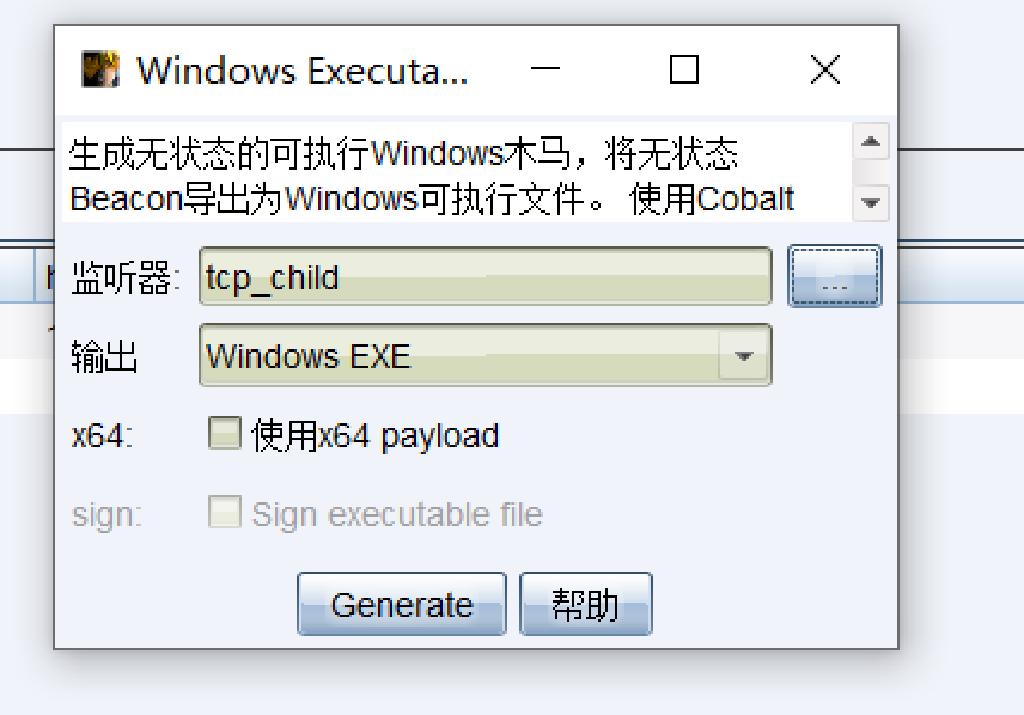 Windows Executa...
生成无状态的可执行Windows木马，将无状态
Beacon导出为Windows可执行文件。 使用Cobalt
监听器: tcp_child ...
输出 Windows EXE
x64: 使用x64 payload
sign: Sign executable file
Generate 帮助